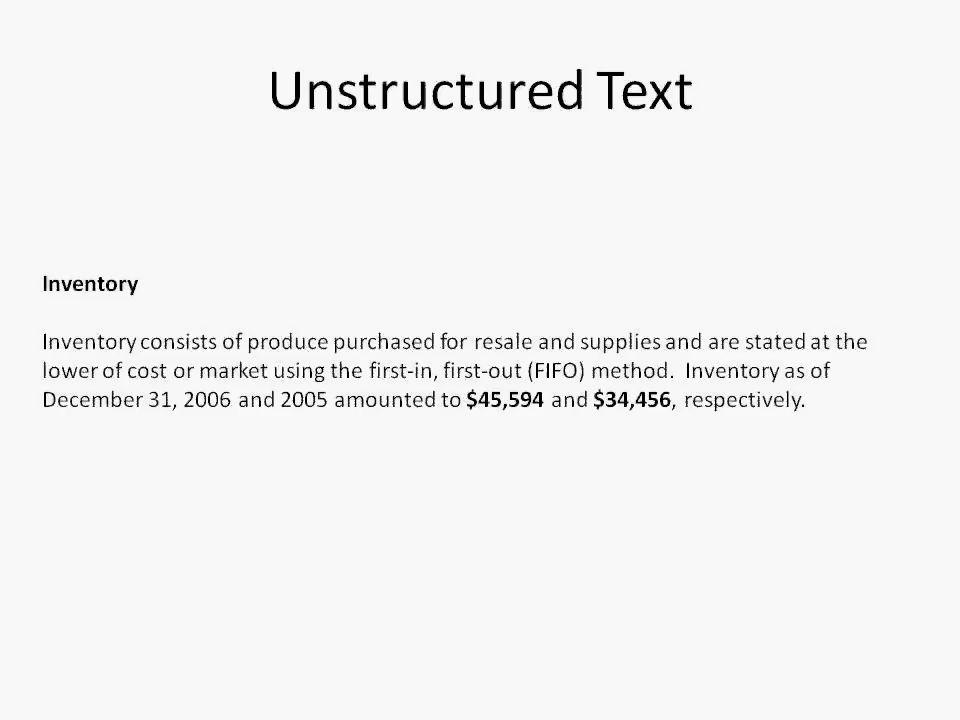 Unstructured Text
Inventory
Inventory consists of produce purchased for resale and supplies and are stated at the
lower of cost or market using the first-in, first-out (FIFO) method.  Inventory as of
December 31, 2006 and 2005 amounted to $45,594 and $34,456, respectively.